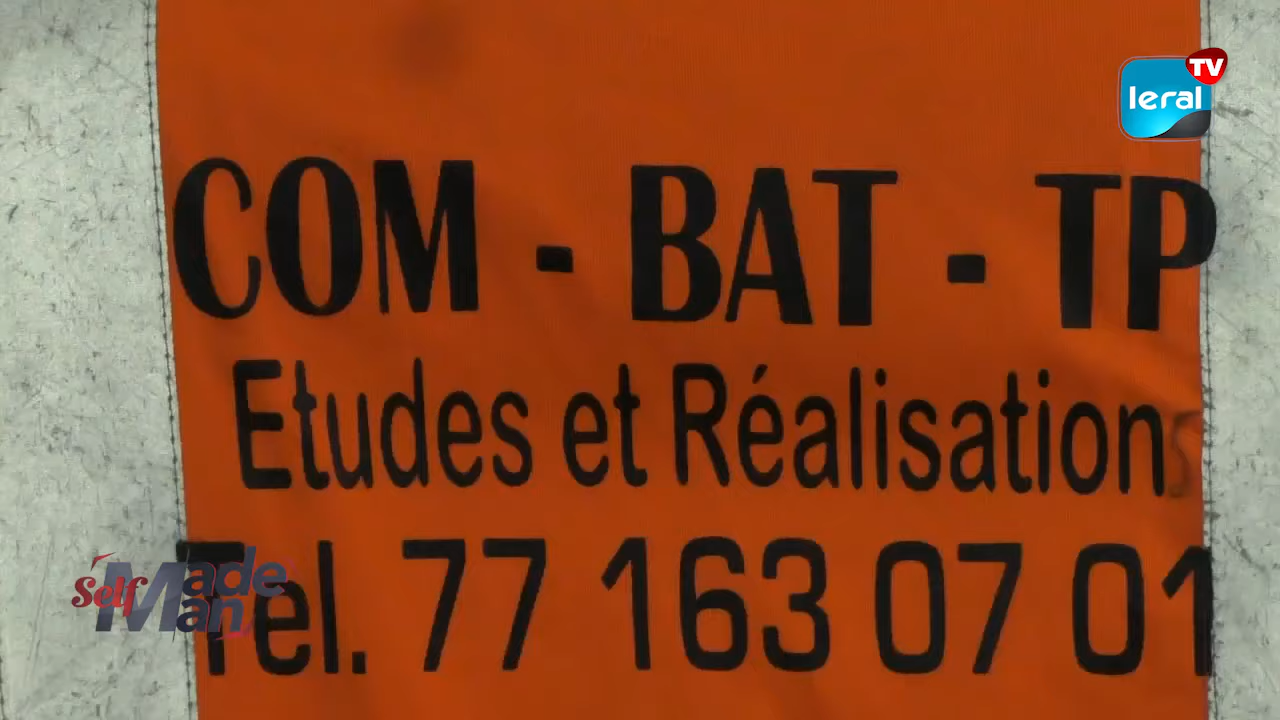 leral TV
COM - BAT - TP
Etudes et Réalisations
Tel. 77 163 07 01
Self Made Man